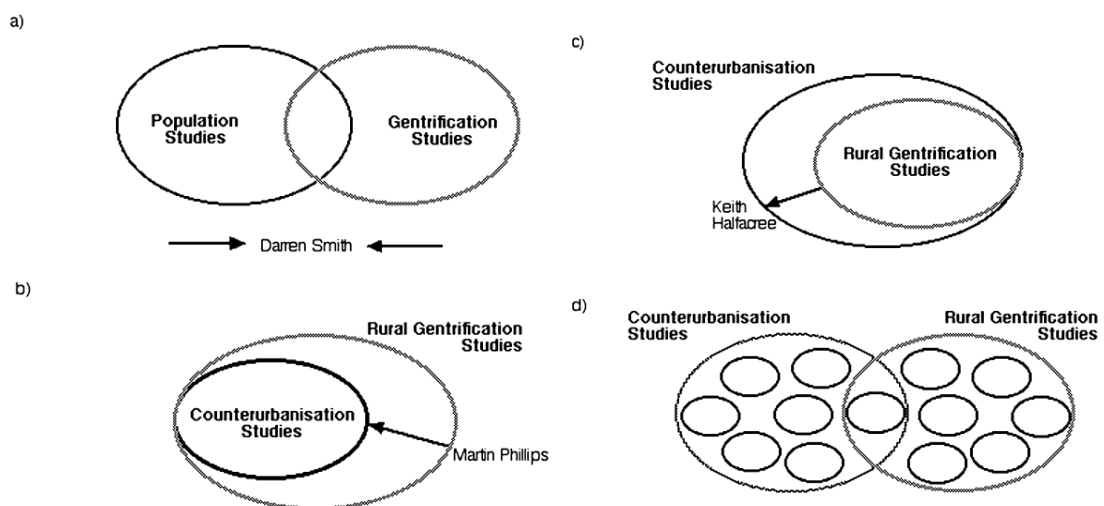 a)
Population
Studies
Gentrification
Studies
Darren Smith
b)
Rural Gentrification
Studies
Counterurbanisation
Studies
Martin Phillips
c)
Counterurbanisation
Studies
Rural Gentrification
Studies
Keith
Halfacree
d)
Counterurbanisation
Studies
Rural Gentrification
Studies